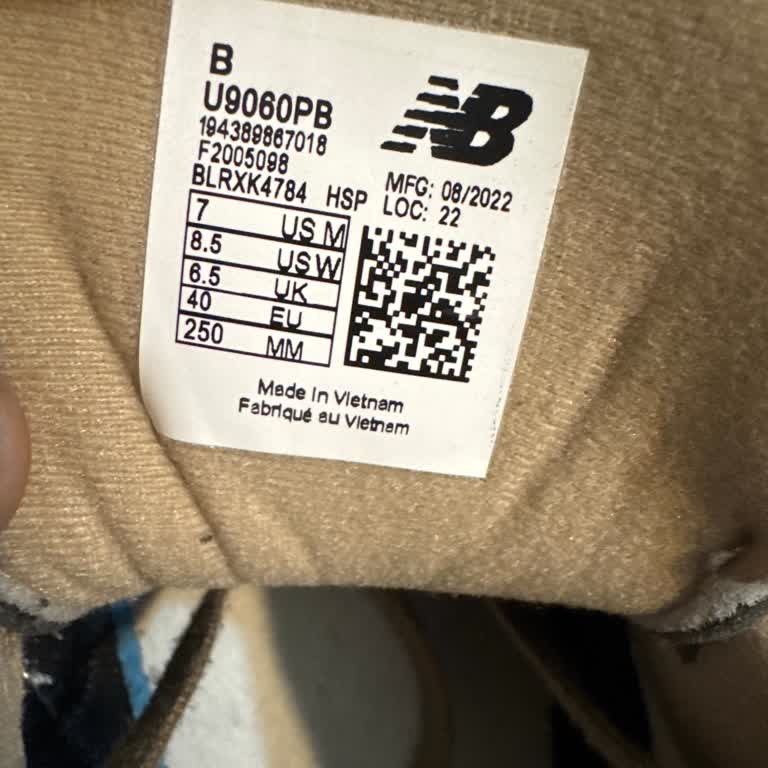 B
U9060PB
194389867018
F2005098
BLRXK4784 HSP
NB
MFG: 08/2022
LOC: 22
7 US M
8.5 US W
6.5 UK
40 EU
250 MM
Made In Vietnam
Fabriqué au Vietnam